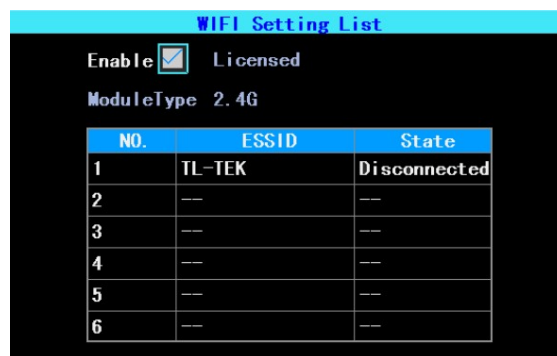 WIFI Setting List
Enable Licensed
ModuleType 2.4G
NO. ESSID State
1 TL-TEK Disconnected
2 -- --
3 -- --
4 -- --
5 -- --
6 -- --